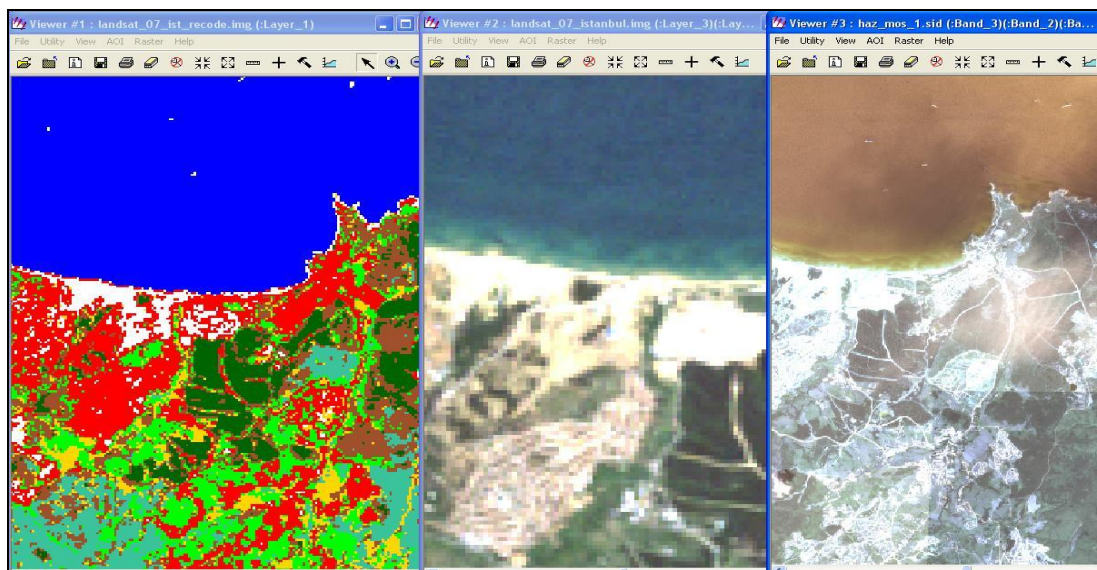 Viewer #1 : landsat_07_ist_recode.img (:Layer_1)
File Utility View AOI Raster Help
Viewer #2 : landsat_07_istanbul.img (:Layer_3)(:Lay...
File Utility View AOI Raster Help
Viewer #3 : haz_mos_1.sid (:Band_3)(:Band_2)(:Ba...
File Utility View AOI Raster Help